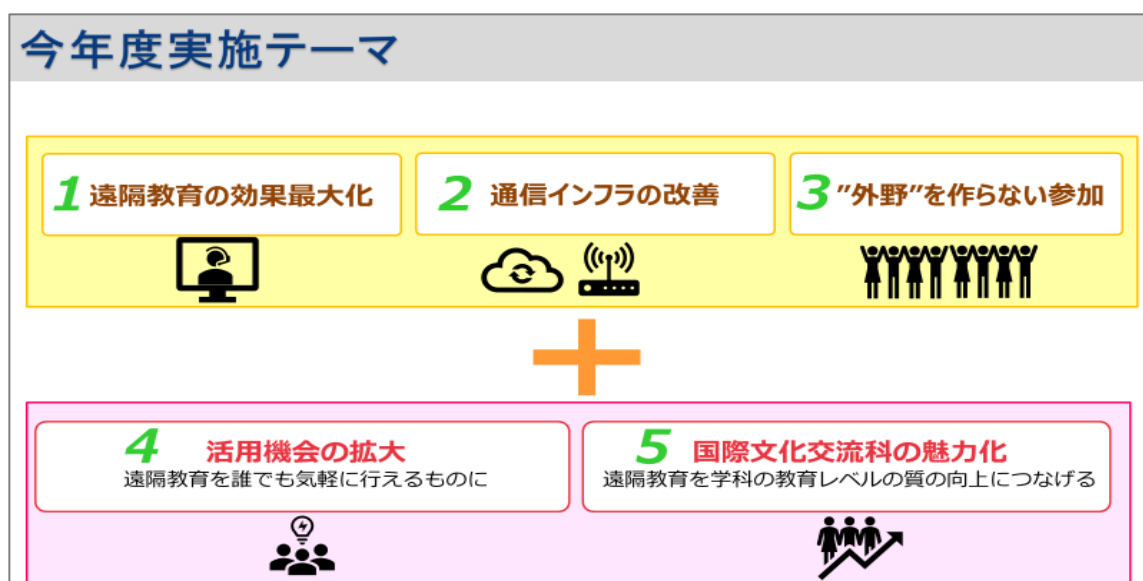 今年度実施テーマ
1 遠隔教育の効果最大化
2 通信インフラの改善
3 ”外野”を作らない参加
4 活用機会の拡大
遠隔教育を誰でも気軽に行えるものに
5 国際文化交流科の魅力化
遠隔教育を学科の教育レベルの質の向上につなげる